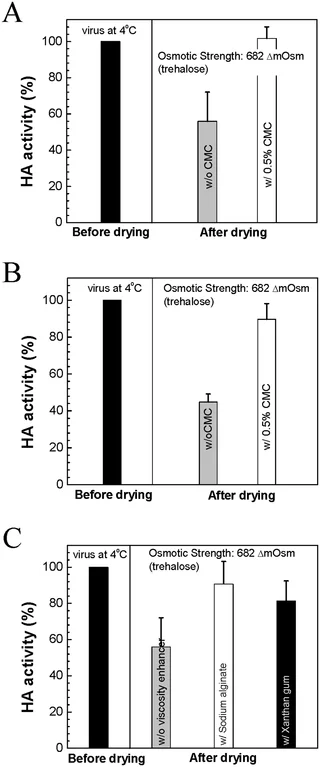 A
virus at 4°C
Osmotic Strength: 682 ΔmOsm
(trehalose)
HA activity (%)
100
80
60
40
20
0
w/o CMC
w/ 0.5% CMC
Before drying
After drying
B
virus at 4°C
Osmotic Strength: 682 ΔmOsm
(trehalose)
HA activity (%)
100
80
60
40
20
0
w/oCMC
w/ 0.5% CMC
Before drying
After drying
C
virus at 4°C
Osmotic Strength: 682 ΔmOsm
(trehalose)
HA activity (%)
100
80
60
40
20
0
w/o viscosity enhancer
w/ Sodium alginate
w/ Xanthan gum
Before drying
After drying